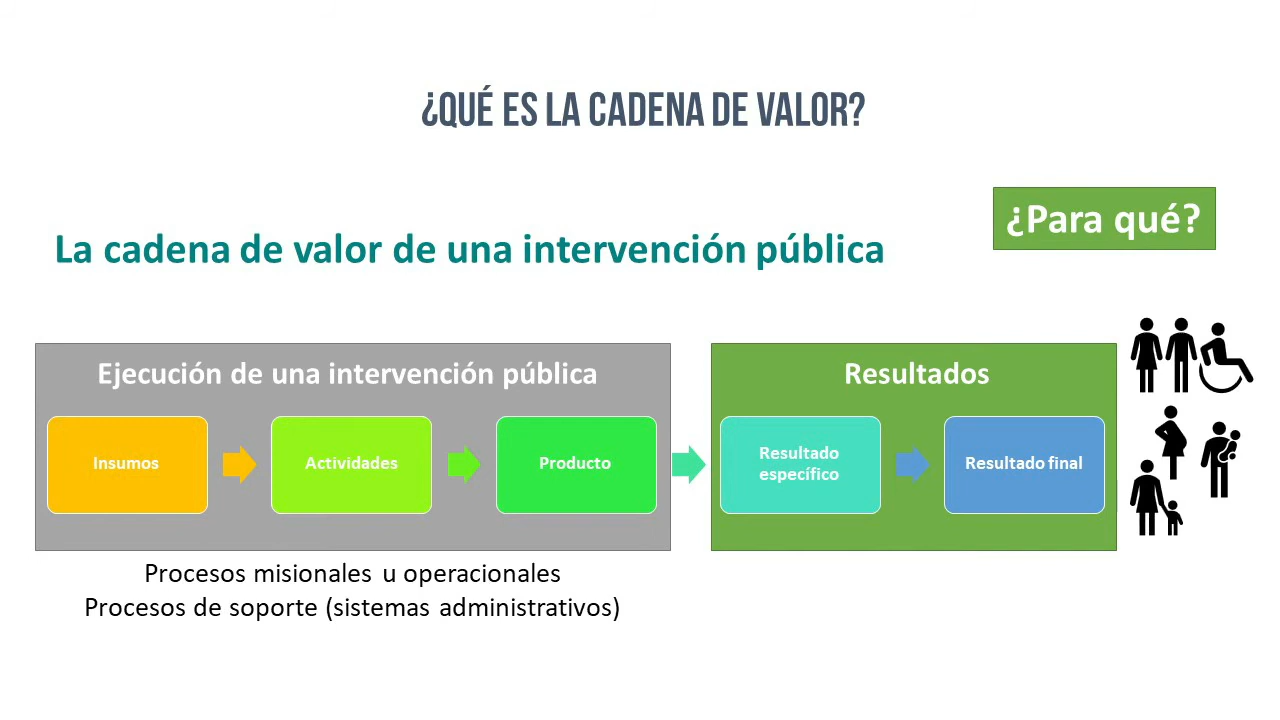 ¿QUÉ ES LA CADENA DE VALOR?
¿Para qué?
La cadena de valor de una intervención pública
Ejecución de una intervención pública
Insumos
Actividades
Producto
Resultados
Resultado
específico
Resultado final
Procesos misionales u operacionales
Procesos de soporte (sistemas administrativos)